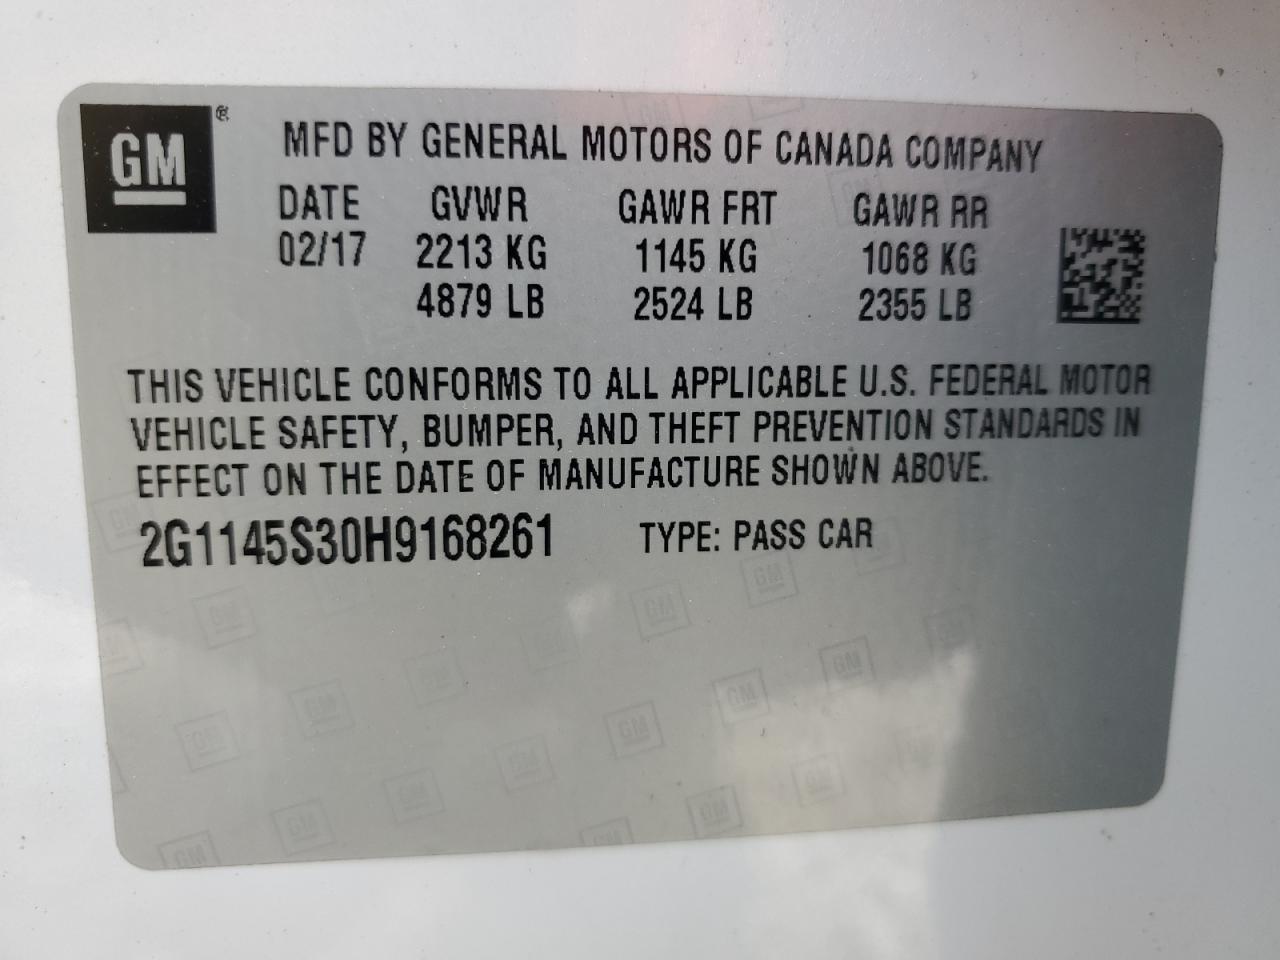 GM®
MFD BY GENERAL MOTORS OF CANADA COMPANY
DATE GVWR GAWR FRT GAWR RR
02/17 2213 KG 1145 KG 1068 KG
4879 LB 2524 LB 2355 LB
THIS VEHICLE CONFORMS TO ALL APPLICABLE U.S. FEDERAL MOTOR
VEHICLE SAFETY, BUMPER, AND THEFT PREVENTION STANDARDS IN
EFFECT ON THE DATE OF MANUFACTURE SHOWN ABOVE.
2G1145S30H9168261 TYPE: PASS CAR